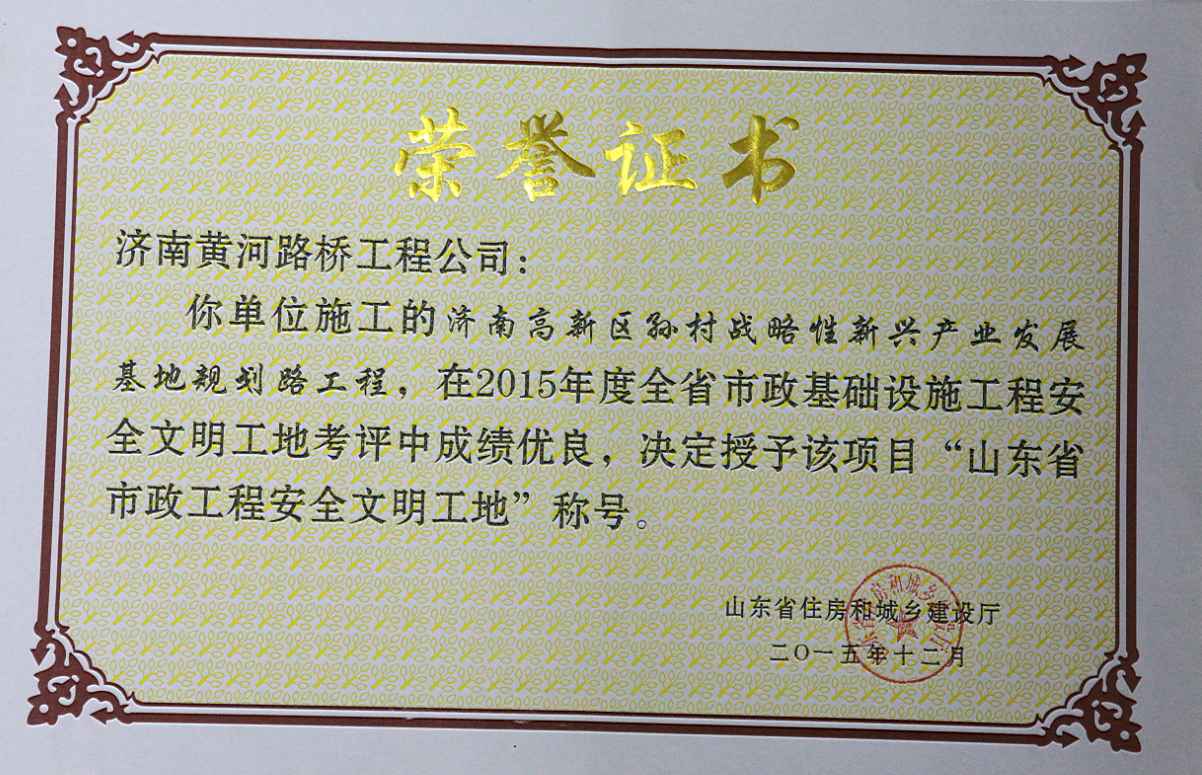 荣誉证书
济南黄河路桥工程公司：
你单位施工的济南高新区孙村战略性新兴产业发展
基地规划路工程，在2015年度全省市政基础设施工程安
全文明工地考评中成绩优良，决定授予该项目“山东省
市政工程安全文明工地”称号。
山东省住房和城乡建设厅
二〇一五年十二月